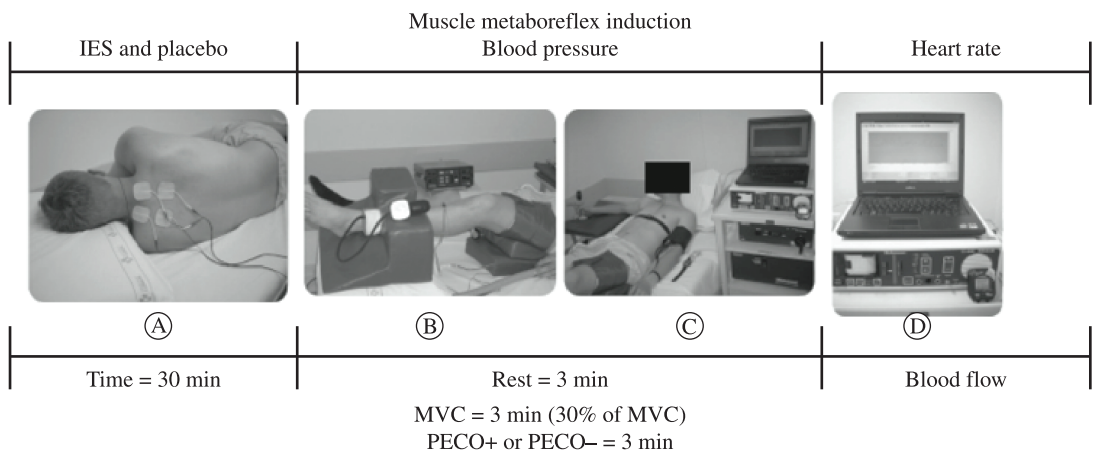 Muscle metaboreflex induction
IES and placebo
Blood pressure
Heart rate
A
B
C
D
Time = 30 min
Rest = 3 min
Blood flow
MVC = 3 min (30% of MVC)
PECO+ or PECO– = 3 min